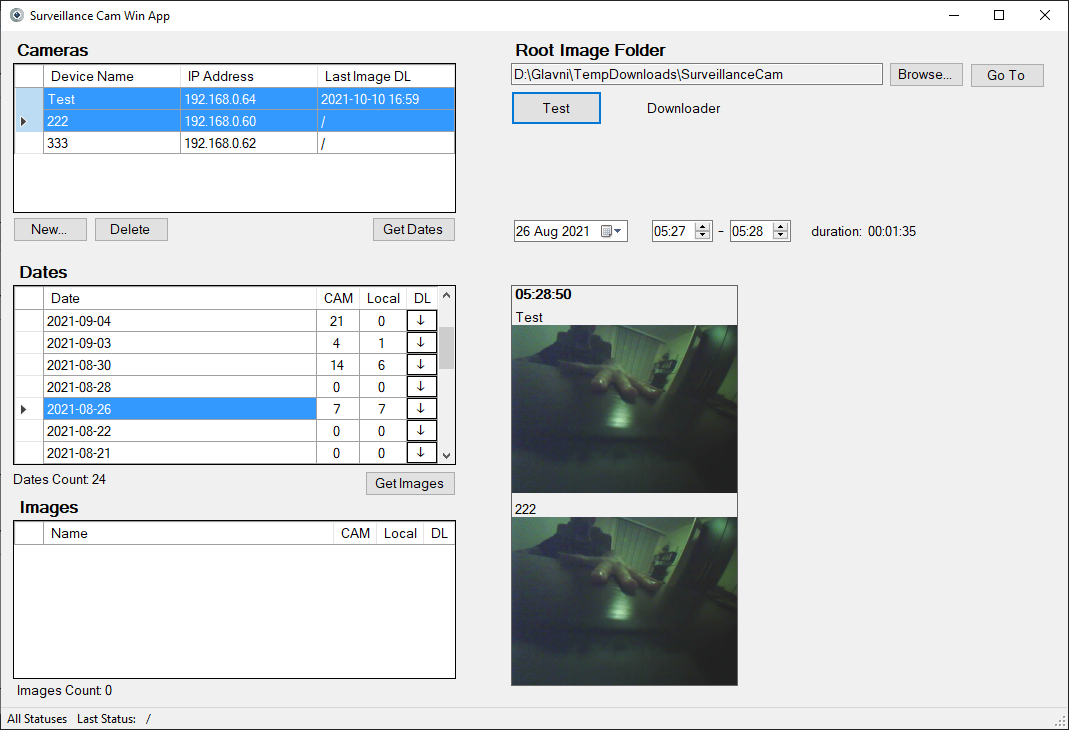 Surveillance Cam Win App
Cameras
Device Name IP Address Last Image DL
Test 192.168.0.64 2021-10-10 16:59
222 192.168.0.60 /
333 192.168.0.62 /
New... Delete Get Dates
Dates
Date CAM Local DL
2021-09-04 21 0 ↓
2021-09-03 4 1 ↓
2021-08-30 14 6 ↓
2021-08-28 0 0 ↓
2021-08-26 7 7 ↓
2021-08-22 0 0 ↓
2021-08-21 0 0 ↓
Dates Count: 24 Get Images
Images
Name CAM Local DL
Images Count: 0
Root Image Folder
D:\Glavni\TempDownloads\SurveillanceCam Browse... Go To
Test Downloader
26 Aug 2021 05:27 - 05:28 duration: 00:01:35
05:28:50
Test
222
All Statuses Last Status: /